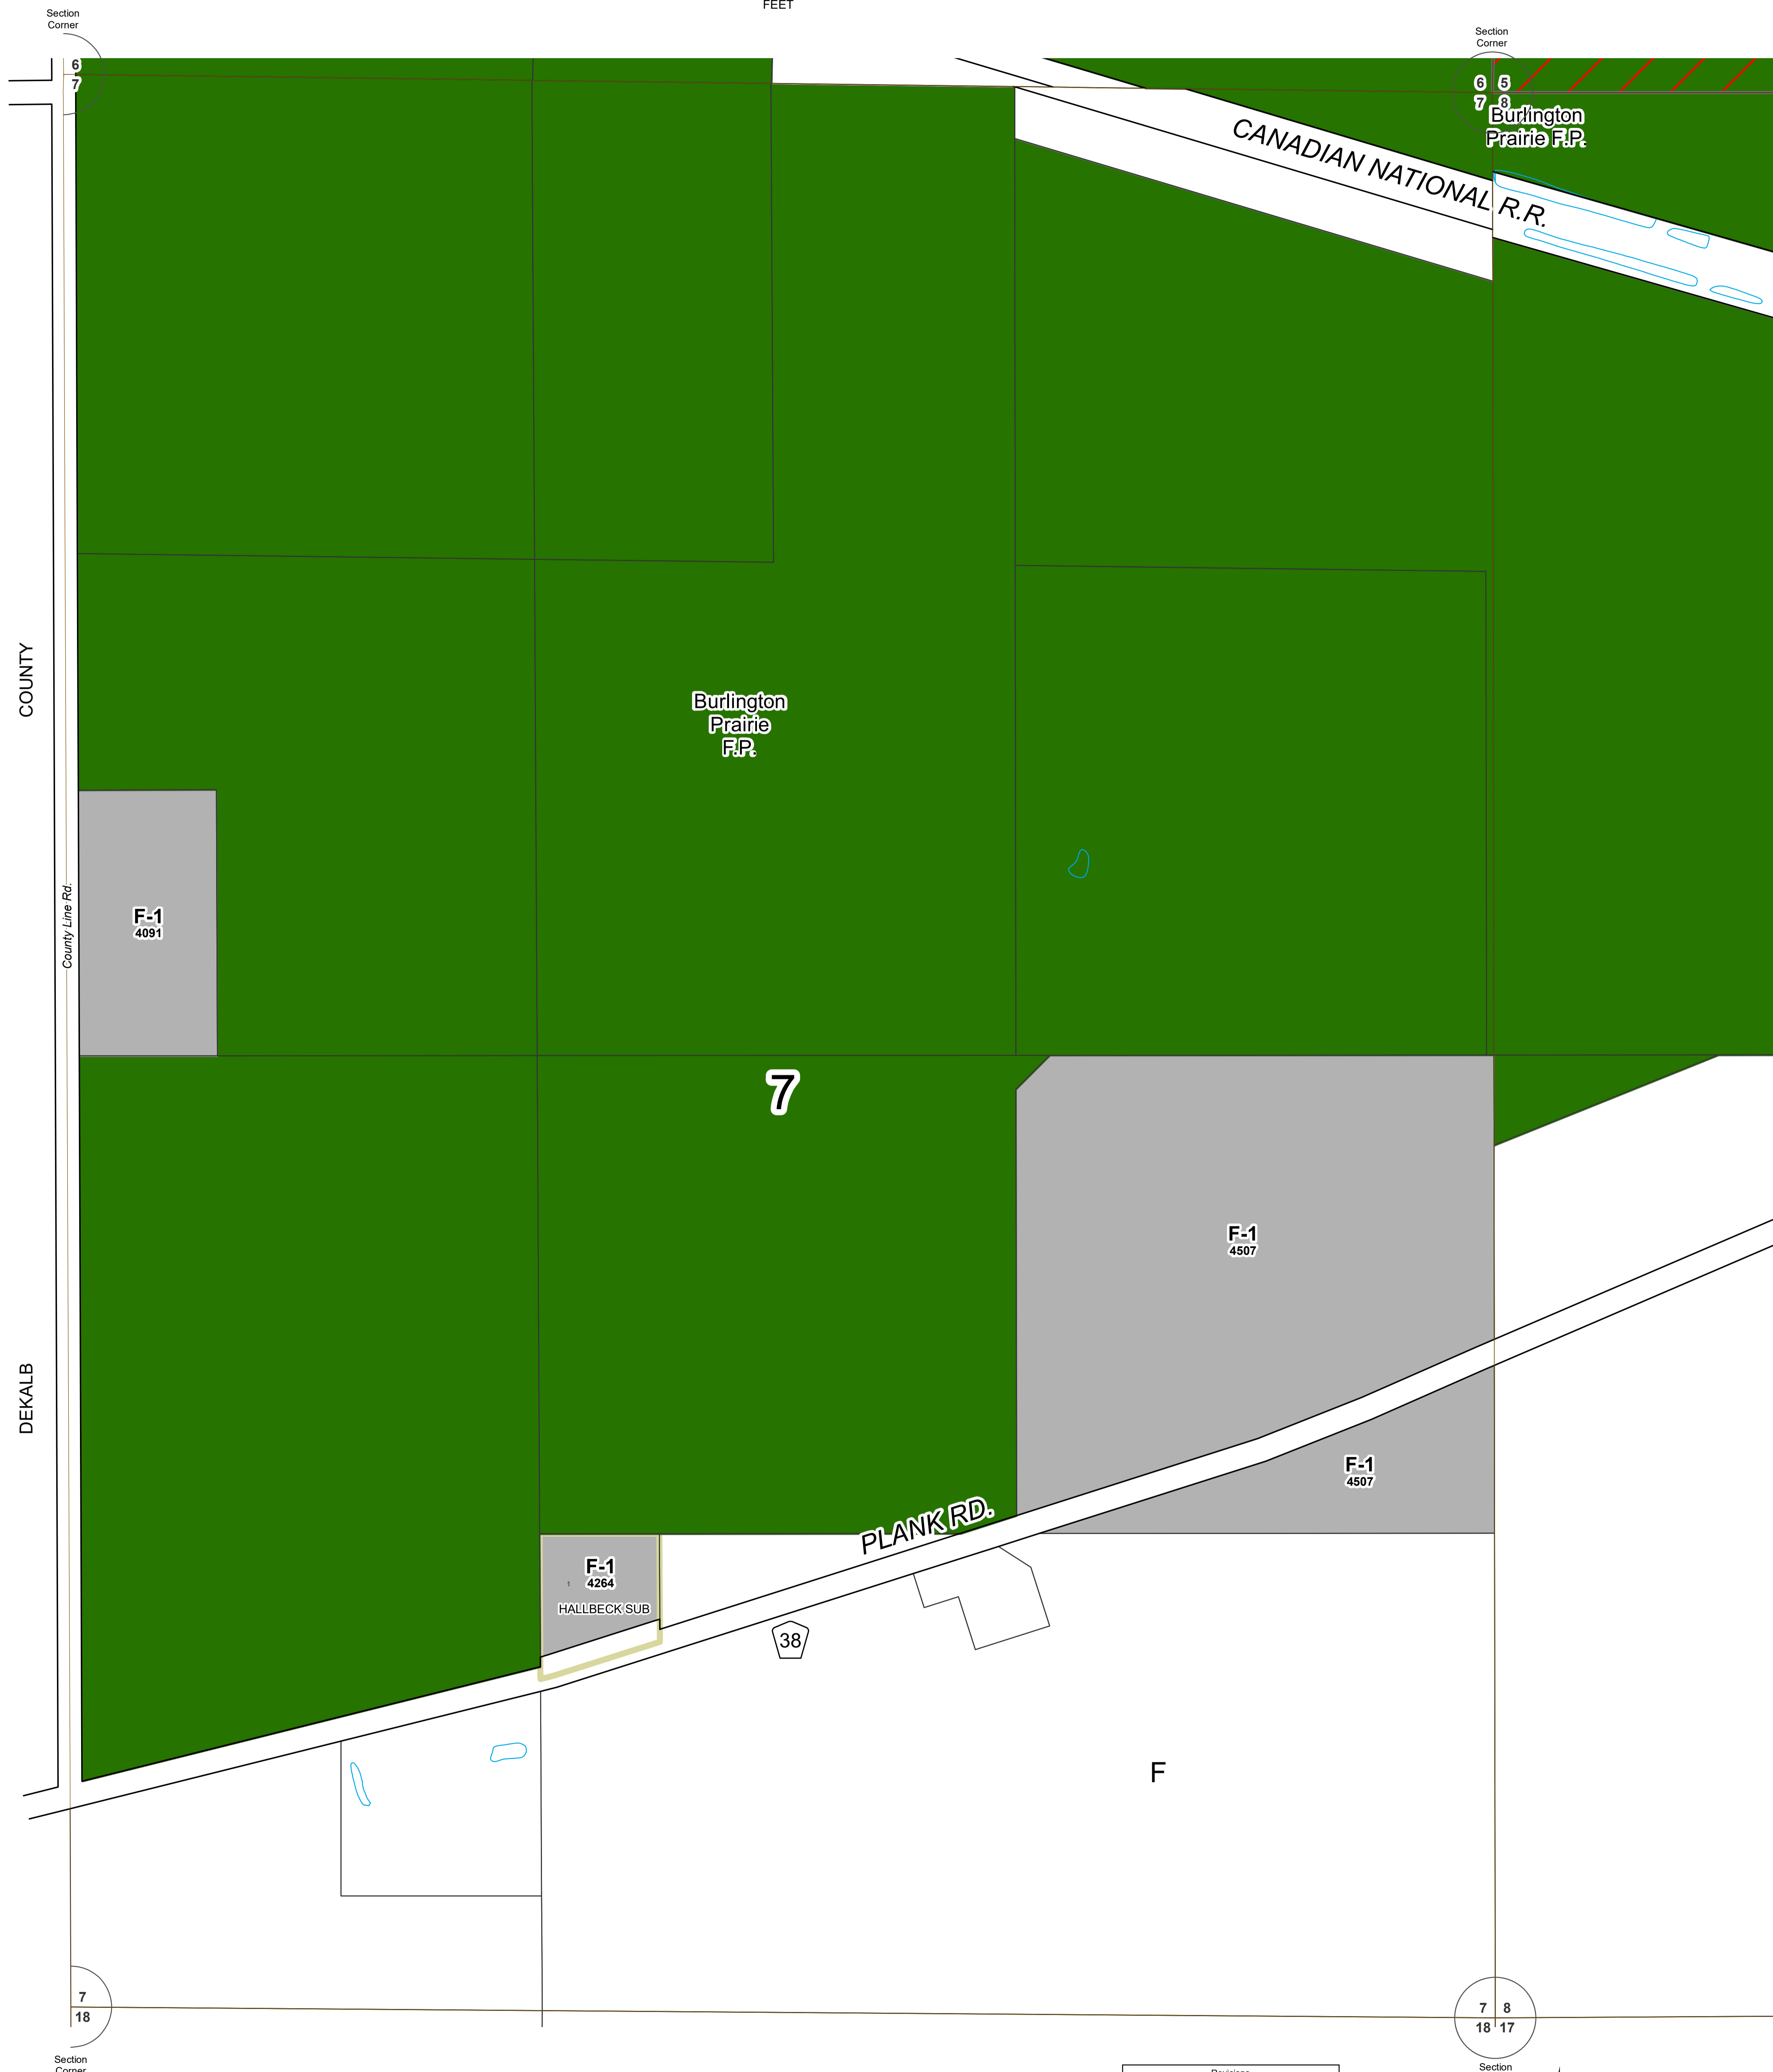 FEET
Section
Corner
Section
Corner
6
7
6 5
7 8
Burlington
Prairie F.P.
CANADIAN NATIONAL R.R.
COUNTY
Burlington
Prairie
F.P.
County Line Rd.
F-1
4091
7
F-1
4507
DEKALB
F-1
4507
PLANK RD.
F-1
1 4264
HALLBECK SUB
38
F
7
18
7 8
18 17
Section
Corner
Section